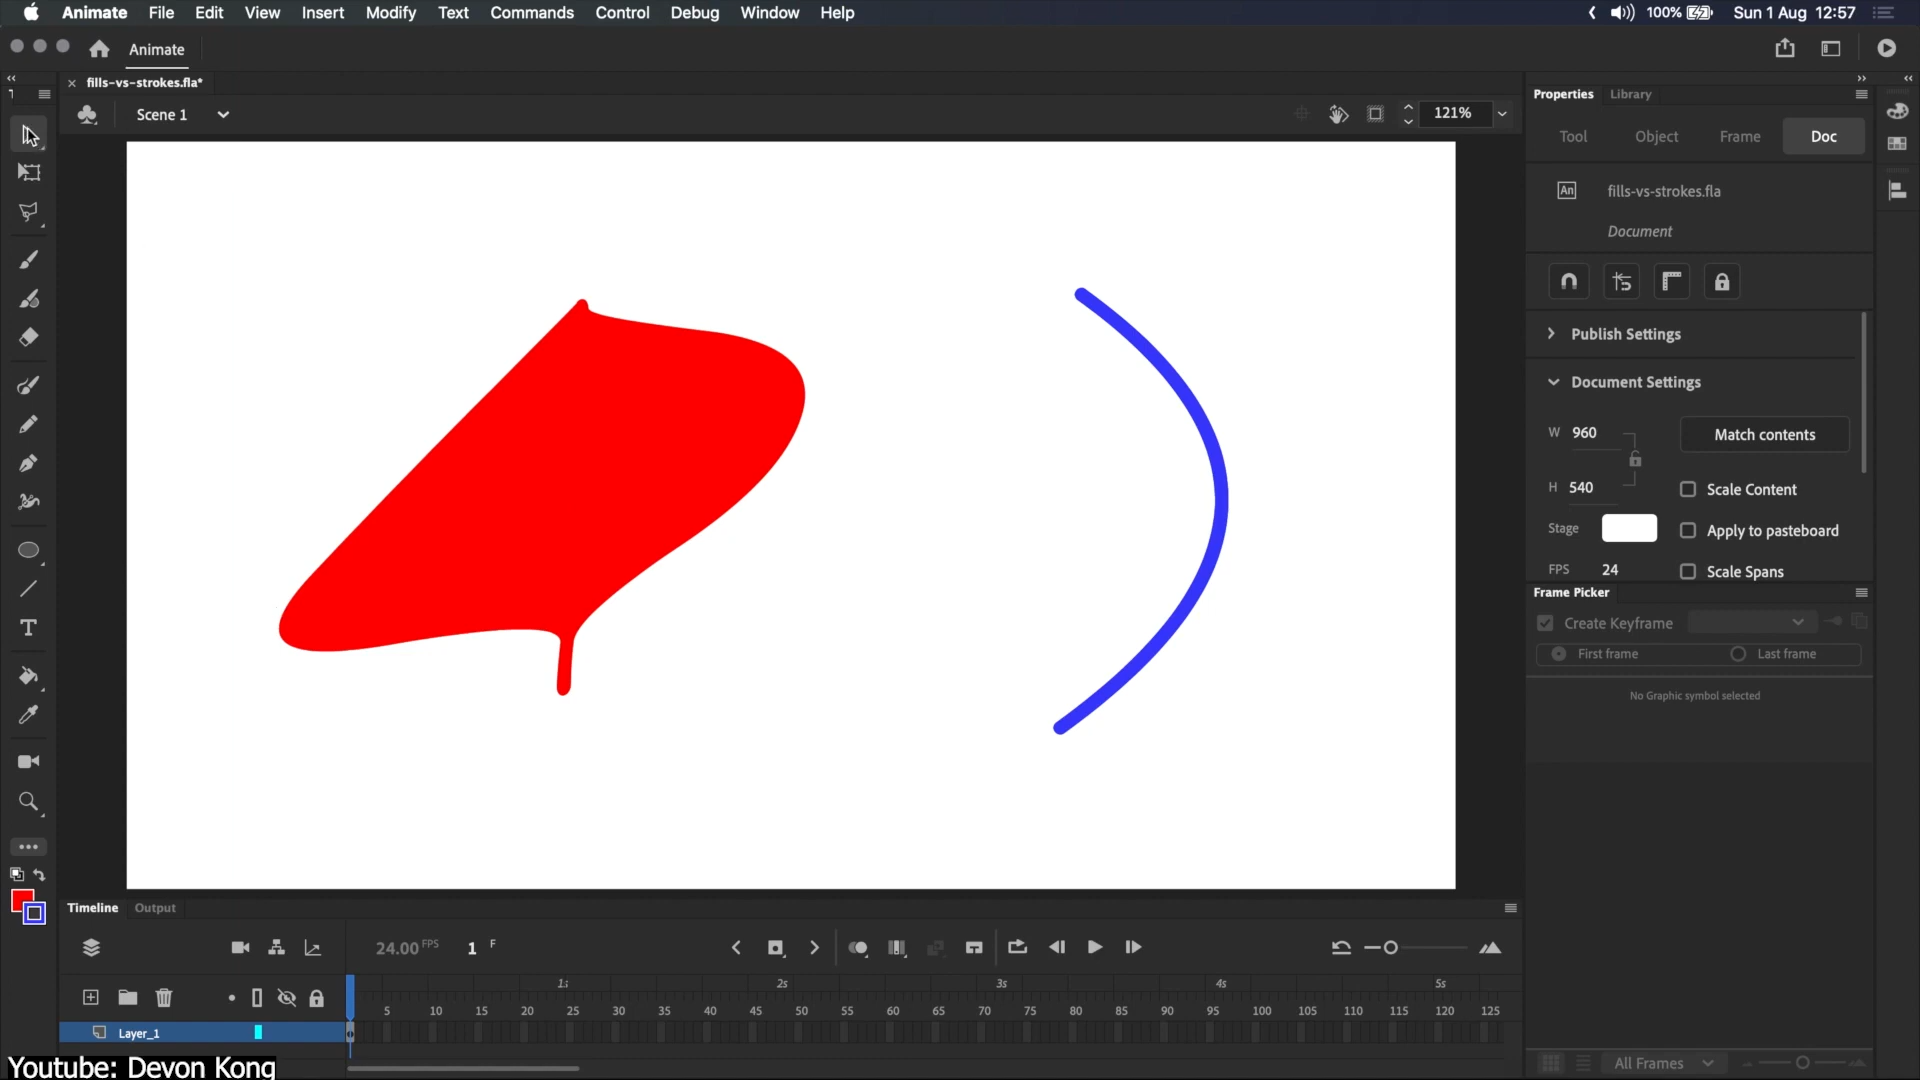 Animate File Edit View Insert Modify Text Commands Control Debug Window Help 100% Sun 1 Aug 12:57
Animate
fills-vs-strokes.fla*
Scene 1 121%
Properties Library
Tool Object Frame Doc
An fills-vs-strokes.fla
Document
Publish Settings
Document Settings
W 960 Match contents
H 540 Scale Content
Stage Apply to pasteboard
FPS 24 Scale Spans
Frame Picker
Create Keyframe
First frame Last frame
No Graphic symbol selected
T
Timeline Output
24.00 FPS 1 F
1s 2s 3s 4s 5s
5 10 15 20 25 30 35 40 45 50 55 60 65 70 75 80 85 90 95 100 105 110 115 120 125
Layer_1
All Frames
Youtube: Devon Kong